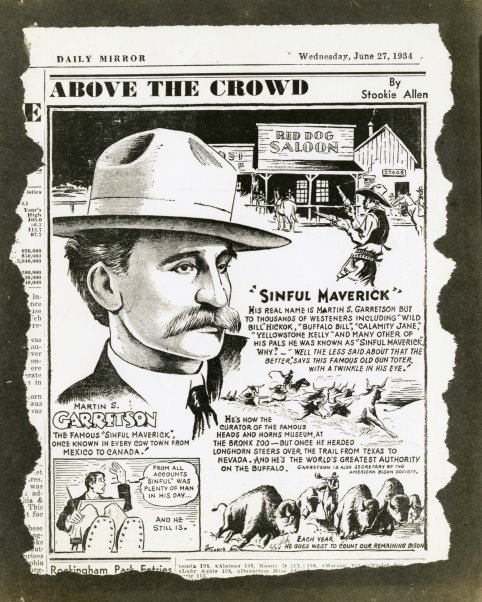 DAILY MIRROR
Wednesday, June 27, 1934
ABOVE THE CROWD
By
Stookie Allen
RED DOG
SALOON
STAGE
"SINFUL MAVERICK"
HIS REAL NAME IS MARTIN S. GARRETSON BUT
TO THOUSANDS OF WESTENERS INCLUDING "WILD
BILL" HICKOK, "BUFFALO BILL", "CALAMITY JANE,"
"YELLOWSTONE KELLY" AND MANY OTHER OF
HIS PALS HE WAS KNOWN AS "SINFUL MAVERICK.
WHY? — "WELL THE LESS SAID ABOUT THAT THE
BETTER," SAYS THIS FAMOUS OLD GUN TOTER
WITH A TWINKLE IN HIS EYE.
MARTIN S.
GARRETSON
THE FAMOUS "SINFUL MAVERICK",
ONCE KNOWN IN EVERY COW TOWN FROM
MEXICO TO CANADA.
HE'S NOW THE
CURATOR OF THE FAMOUS
HEADS AND HORNS MUSEUM, AT
THE BRONX ZOO — BUT ONCE HE HERDED
LONGHORN STEERS OVER THE TRAIL FROM TEXAS TO
NEVADA, AND HE'S THE WORLD'S GREATEST AUTHORITY
ON THE BUFFALO.
GARRETSON IS ALSO SECRETARY OF THE
AMERICAN BISON SOCIETY.
FROM ALL
ACCOUNTS
SINFUL" WAS
PLENTY OF MAN
IN HIS DAY...
AND HE
STILL IS.
EACH YEAR
HE GOES WEST TO COUNT OUR REMAINING BISON
Rockingham Park Entries